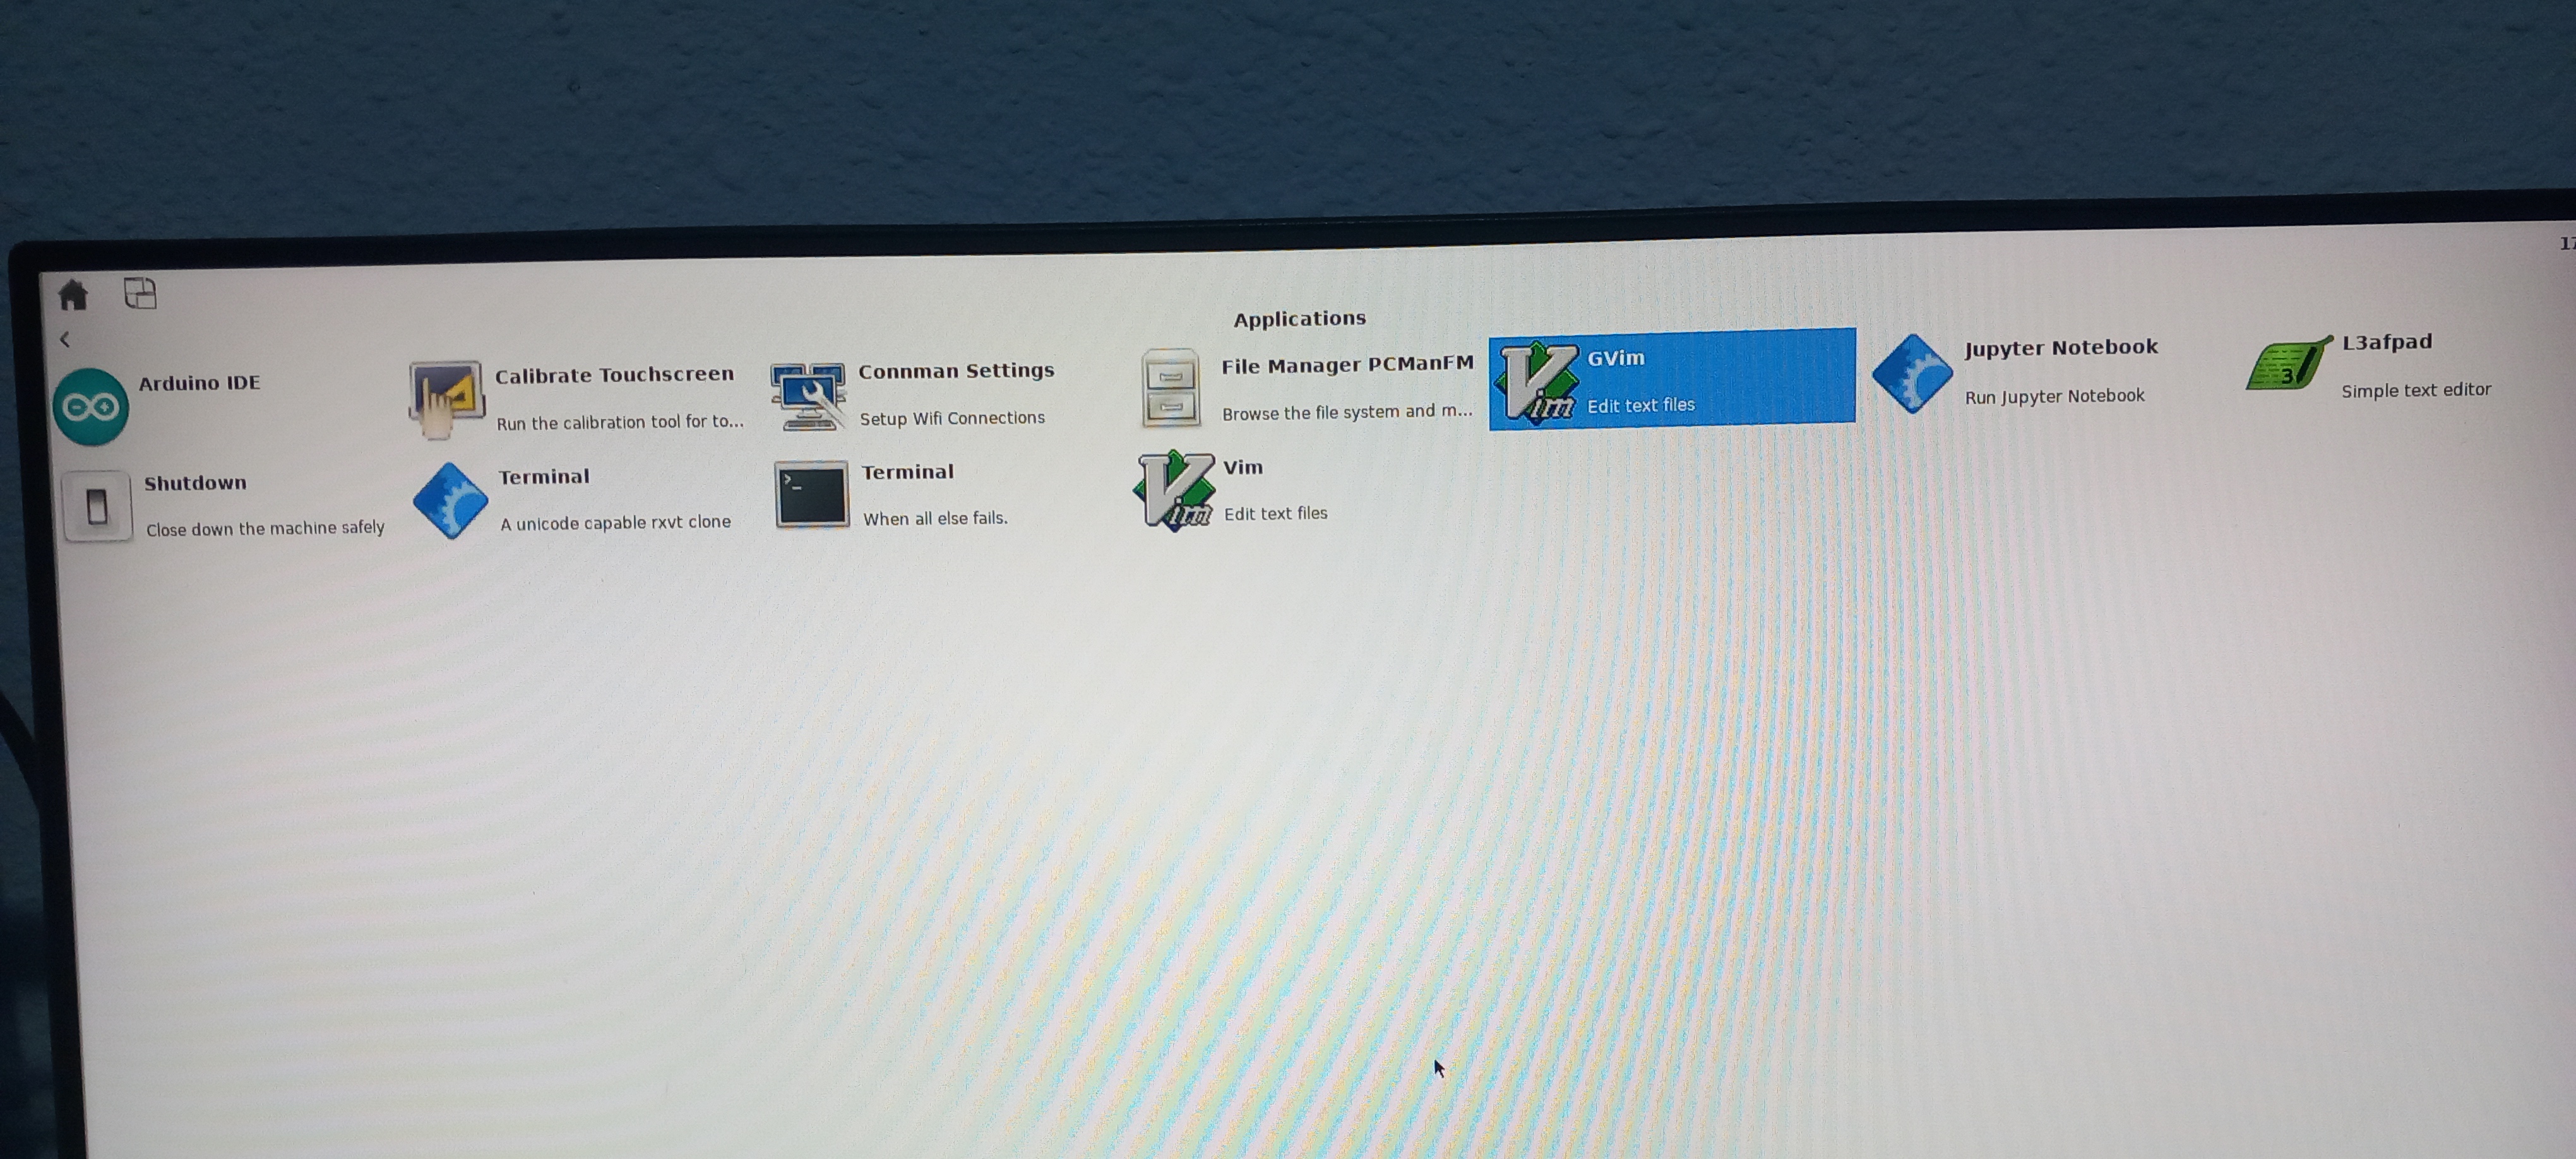 17
Applications
Arduino IDE
Calibrate Touchscreen
Run the calibration tool for to...
Connman Settings
Setup Wifi Connections
File Manager PCManFM
Browse the file system and m...
GVim
Edit text files
Jupyter Notebook
Run Jupyter Notebook
L3afpad
Simple text editor
Shutdown
Close down the machine safely
Terminal
A unicode capable rxvt clone
Terminal
When all else fails.
Vim
Edit text files